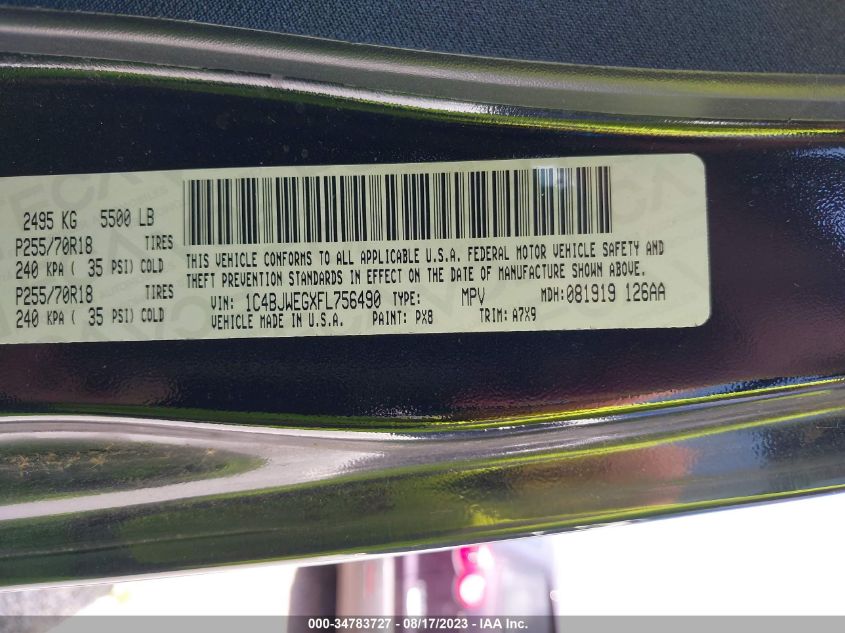 2495 KG 5500 LB
P255/70R18 TIRES
240 KPA ( 35 PSI) COLD
P255/70R18 TIRES
240 KPA ( 35 PSI) COLD
THIS VEHICLE CONFORMS TO ALL APPLICABLE U.S.A. FEDERAL MOTOR VEHICLE SAFETY AND
THEFT PREVENTION STANDARDS IN EFFECT ON THE DATE OF MANUFACTURE SHOWN ABOVE.
VIN: 1C4BJWEGXFL756490 TYPE: MPV MDH:081919 126AA
VEHICLE MADE IN U.S.A. PAINT: PX8 TRIM: A7X9
000-34783727 - 08/17/2023 - IAA Inc.